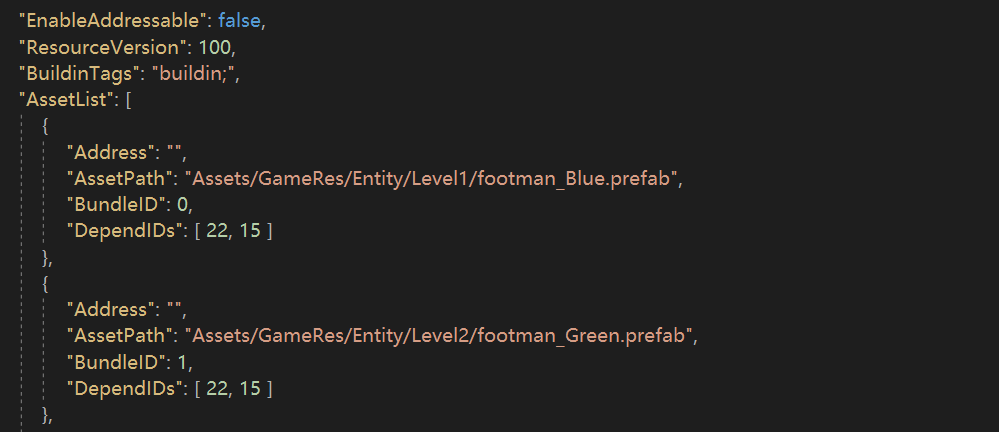 "EnableAddressable": false,
"ResourceVersion": 100,
"BuildinTags": "buildin;",
"AssetList": [
{
"Address": "",
"AssetPath": "Assets/GameRes/Entity/Level1/footman_Blue.prefab",
"BundleID": 0,
"DependIDs": [ 22, 15 ]
},
{
"Address": "",
"AssetPath": "Assets/GameRes/Entity/Level2/footman_Green.prefab",
"BundleID": 1,
"DependIDs": [ 22, 15 ]
},